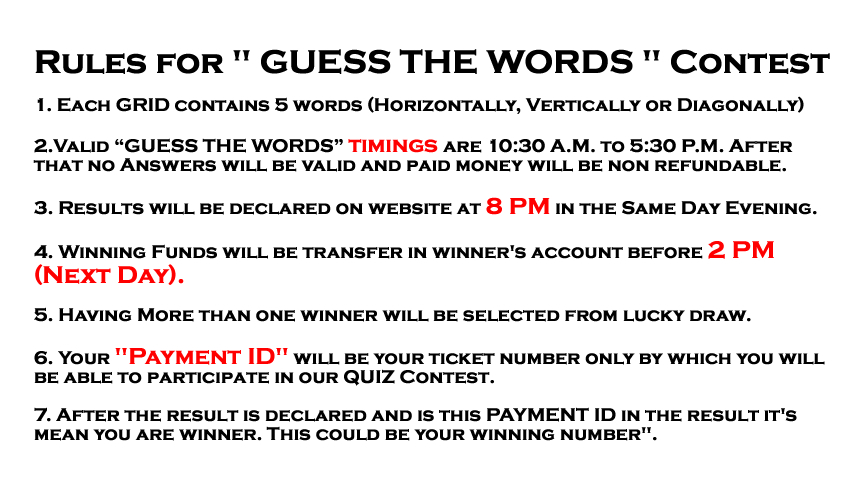 Rules for " GUESS THE WORDS " Contest
1. Each GRID contains 5 words (Horizontally, Vertically or Diagonally)
2.Valid “GUESS THE WORDS” TIMINGS are 10:30 A.M. to 5:30 P.M. After
that no Answers will be valid and paid money will be non refundable.
3. Results will be declared on website at 8 PM in the Same Day Evening.
4. Winning Funds will be transfer in winner's account before 2 PM
(Next Day).
5. Having More than one winner will be selected from lucky draw.
6. Your "Payment ID" will be your ticket number only by which you will
be able to participate in our QUIZ Contest.
7. After the result is declared and is this PAYMENT ID in the result it's
mean you are winner. This could be your winning number".